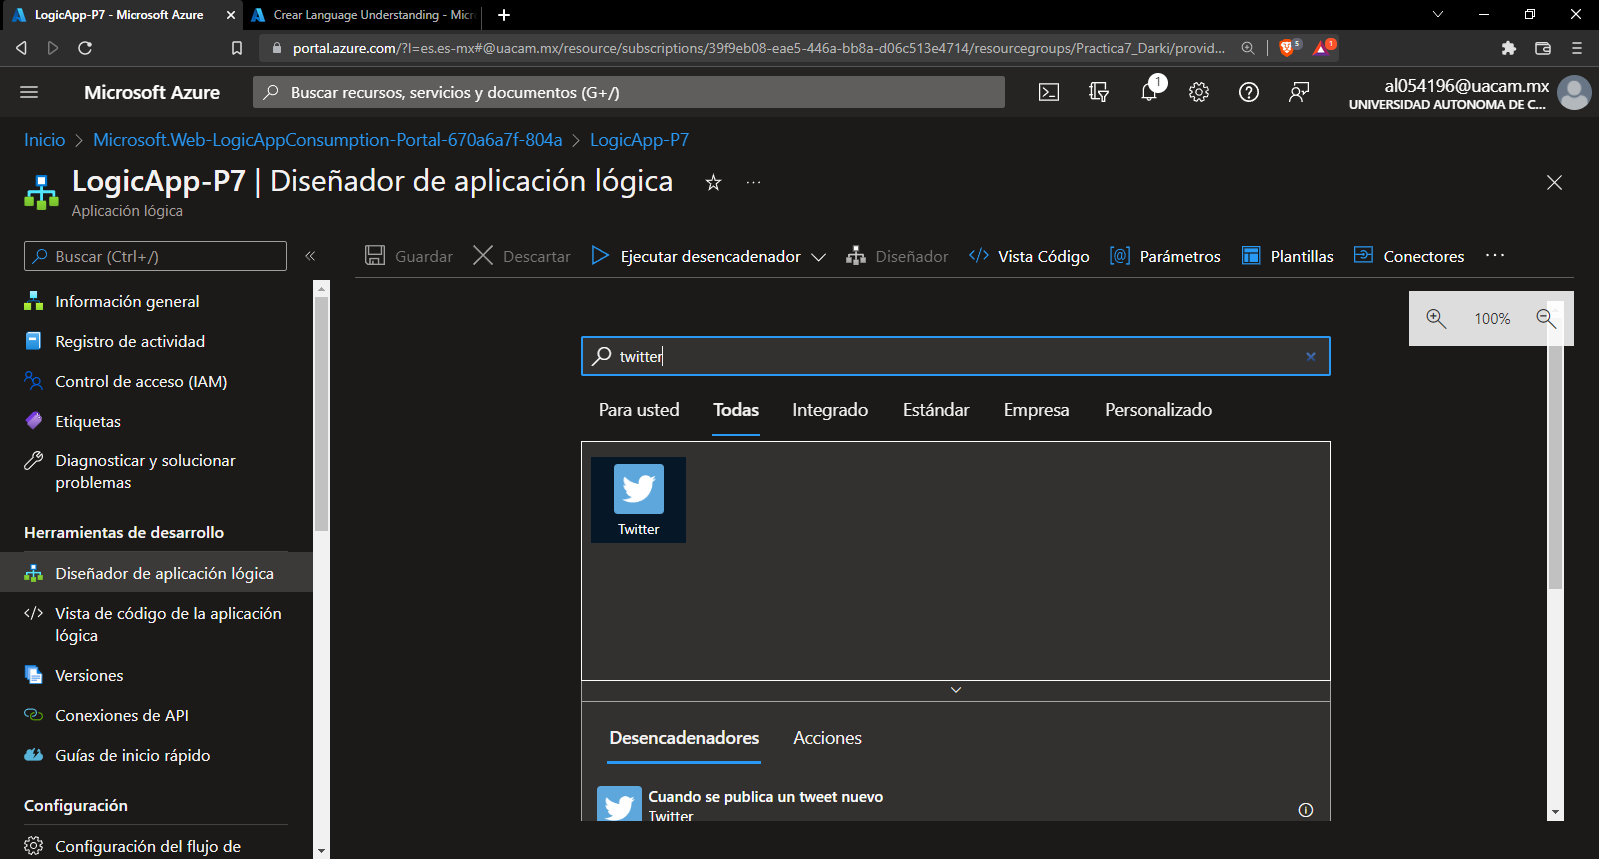 LogicApp-P7 - Microsoft Azure
Crear Language Understanding - Micr
portal.azure.com/?l=es.es-mx#@uacam.mx/resource/subscriptions/39f9eb08-eae5-446a-bb8a-d06c513e4714/resourcegroups/Practica7_Darki/provid...
5
1
Microsoft Azure
Buscar recursos, servicios y documentos (G+/)
1
al054196@uacam.mx
UNIVERSIDAD AUTONOMA DE C...
Inicio > Microsoft.Web-LogicAppConsumption-Portal-670a6a7f-804a > LogicApp-P7
LogicApp-P7 | Diseñador de aplicación lógica
Aplicación lógica
Buscar (Ctrl+/)
Guardar
Descartar
Ejecutar desencadenador
Diseñador
Vista Código
Parámetros
Plantillas
Conectores
Información general
Registro de actividad
Control de acceso (IAM)
Etiquetas
Diagnosticar y solucionar
problemas
Herramientas de desarrollo
Diseñador de aplicación lógica
Vista de código de la aplicación
lógica
Versiones
Conexiones de API
Guías de inicio rápido
Configuración
Configuración del flujo de
100%
twitter
Para usted
Todas
Integrado
Estándar
Empresa
Personalizado
Twitter
Desencadenadores
Acciones
Cuando se publica un tweet nuevo
Twitter